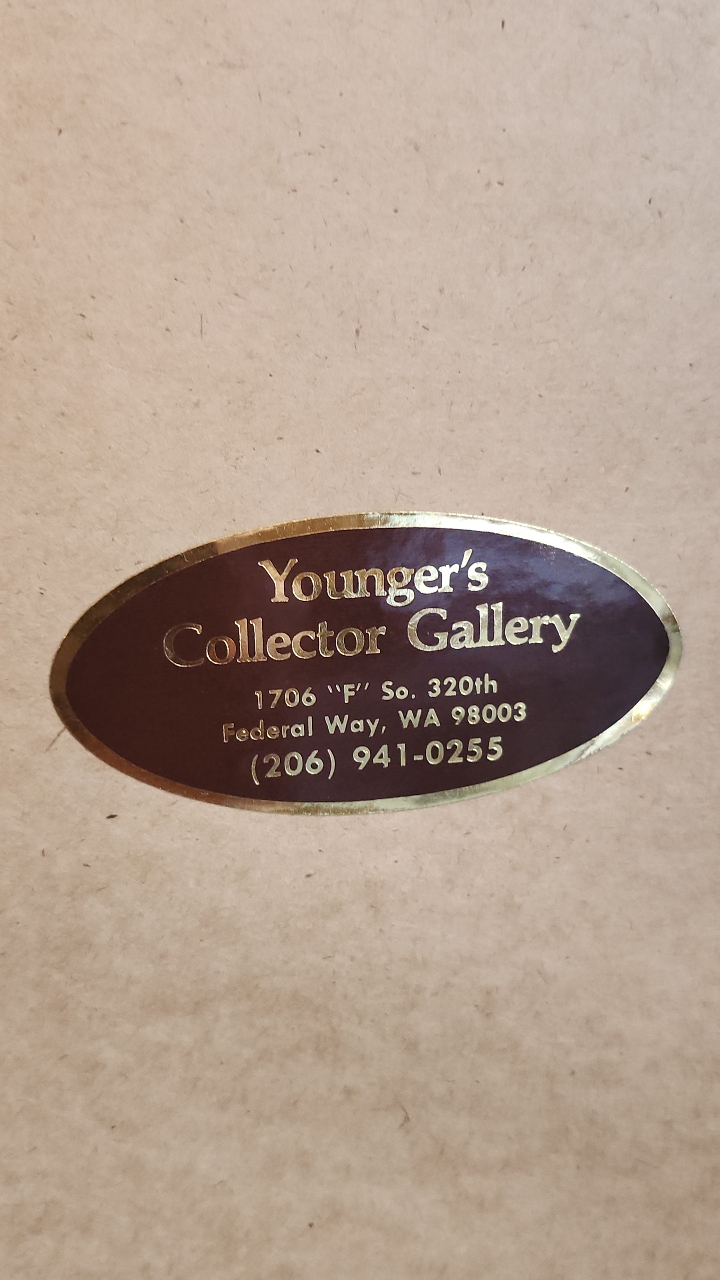 Younger's
Collector Gallery
1706 "F" So. 320th
Federal Way, WA 98003
(206) 941-0255